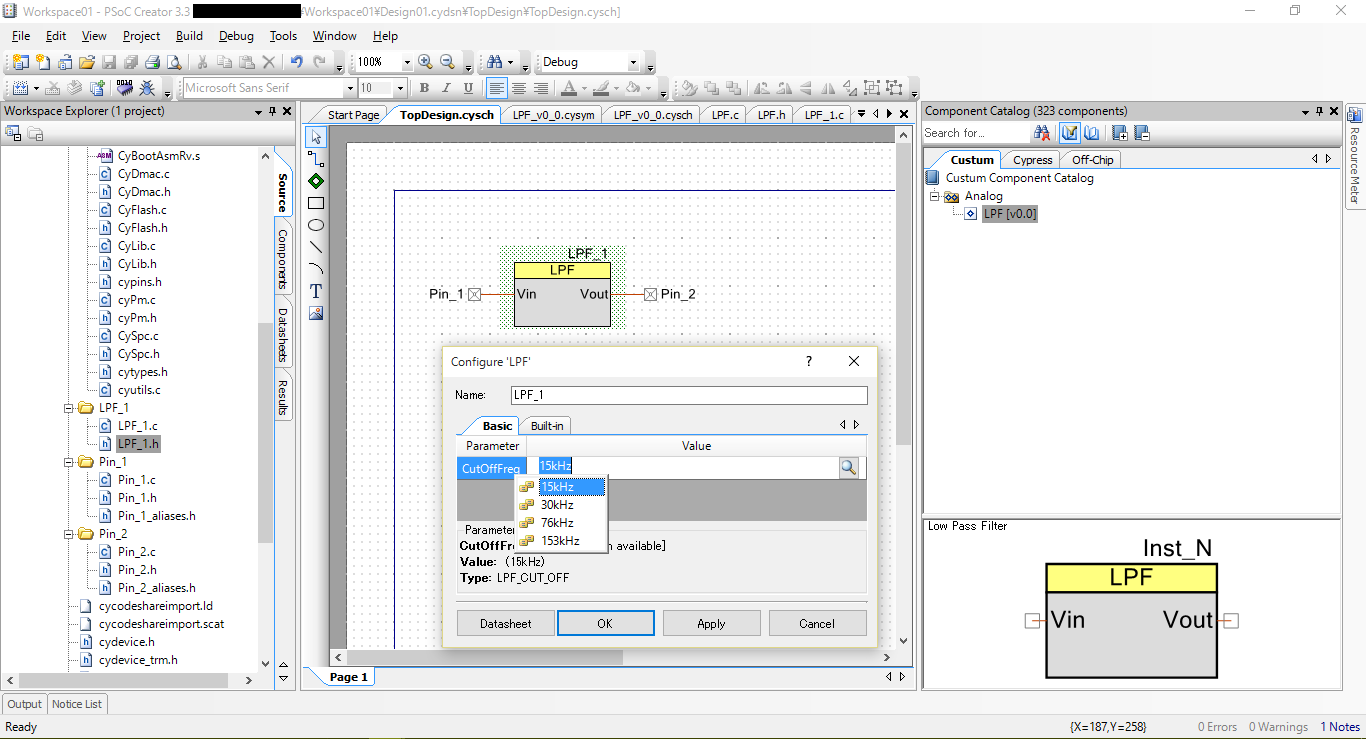 Workspace01 - PSoC Creator 3.3 ¥Workspace01¥Design01.cydsn¥TopDesign¥TopDesign.cysch]
File Edit View Project Build Debug Tools Window Help
100% Debug
Microsoft Sans Serif 10 B I U A
Workspace Explorer (1 project)
CyBootAsmRv.s
CyDmac.c
CyDmac.h
CyFlash.c
CyFlash.h
CyLib.c
CyLib.h
cypins.h
cyPm.c
cyPm.h
CySpc.c
CySpc.h
cytypes.h
cyutils.c
LPF_1
LPF_1.c
LPF_1.h
Pin_1
Pin_1.c
Pin_1.h
Pin_1_aliases.h
Pin_2
Pin_2.c
Pin_2.h
Pin_2_aliases.h
cycodeshareimport.ld
cycodeshareimport.scat
cydevice.h
cydevice_trm.h
Source
Components
Datasheets
Results
Start Page TopDesign.cysch LPF_v0_0.cysym LPF_v0_0.cysch LPF.c LPF.h LPF_1.c
T
LPF_1
LPF
Pin_1 Vin Vout Pin_2
Configure 'LPF'
?
Name: LPF_1
Basic Built-in
Parameter Value
CutOffFreq 15kHz
15kHz
30kHz
76kHz
153kHz
Parameter
CutOffFre n available]
Value: (15kHz)
Type: LPF_CUT_OFF
Datasheet OK Apply Cancel
Page 1
Component Catalog (323 components)
Search for...
Custum Cypress Off-Chip
Custum Component Catalog
Analog
LPF [v0.0]
Low Pass Filter
Inst_N
LPF
Vin Vout
Resource Meter
Output Notice List
Ready {X=187,Y=258} 0 Errors 0 Warnings 1 Notes